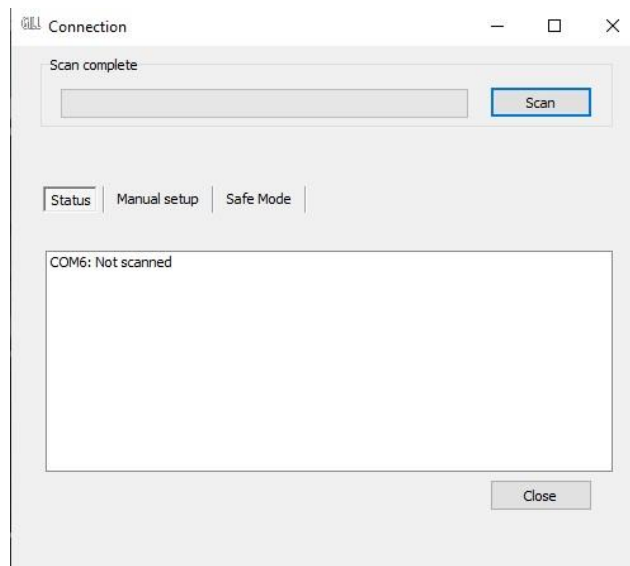 GILL Connection
Scan complete
Scan
Status Manual setup Safe Mode
COM6: Not scanned
Close